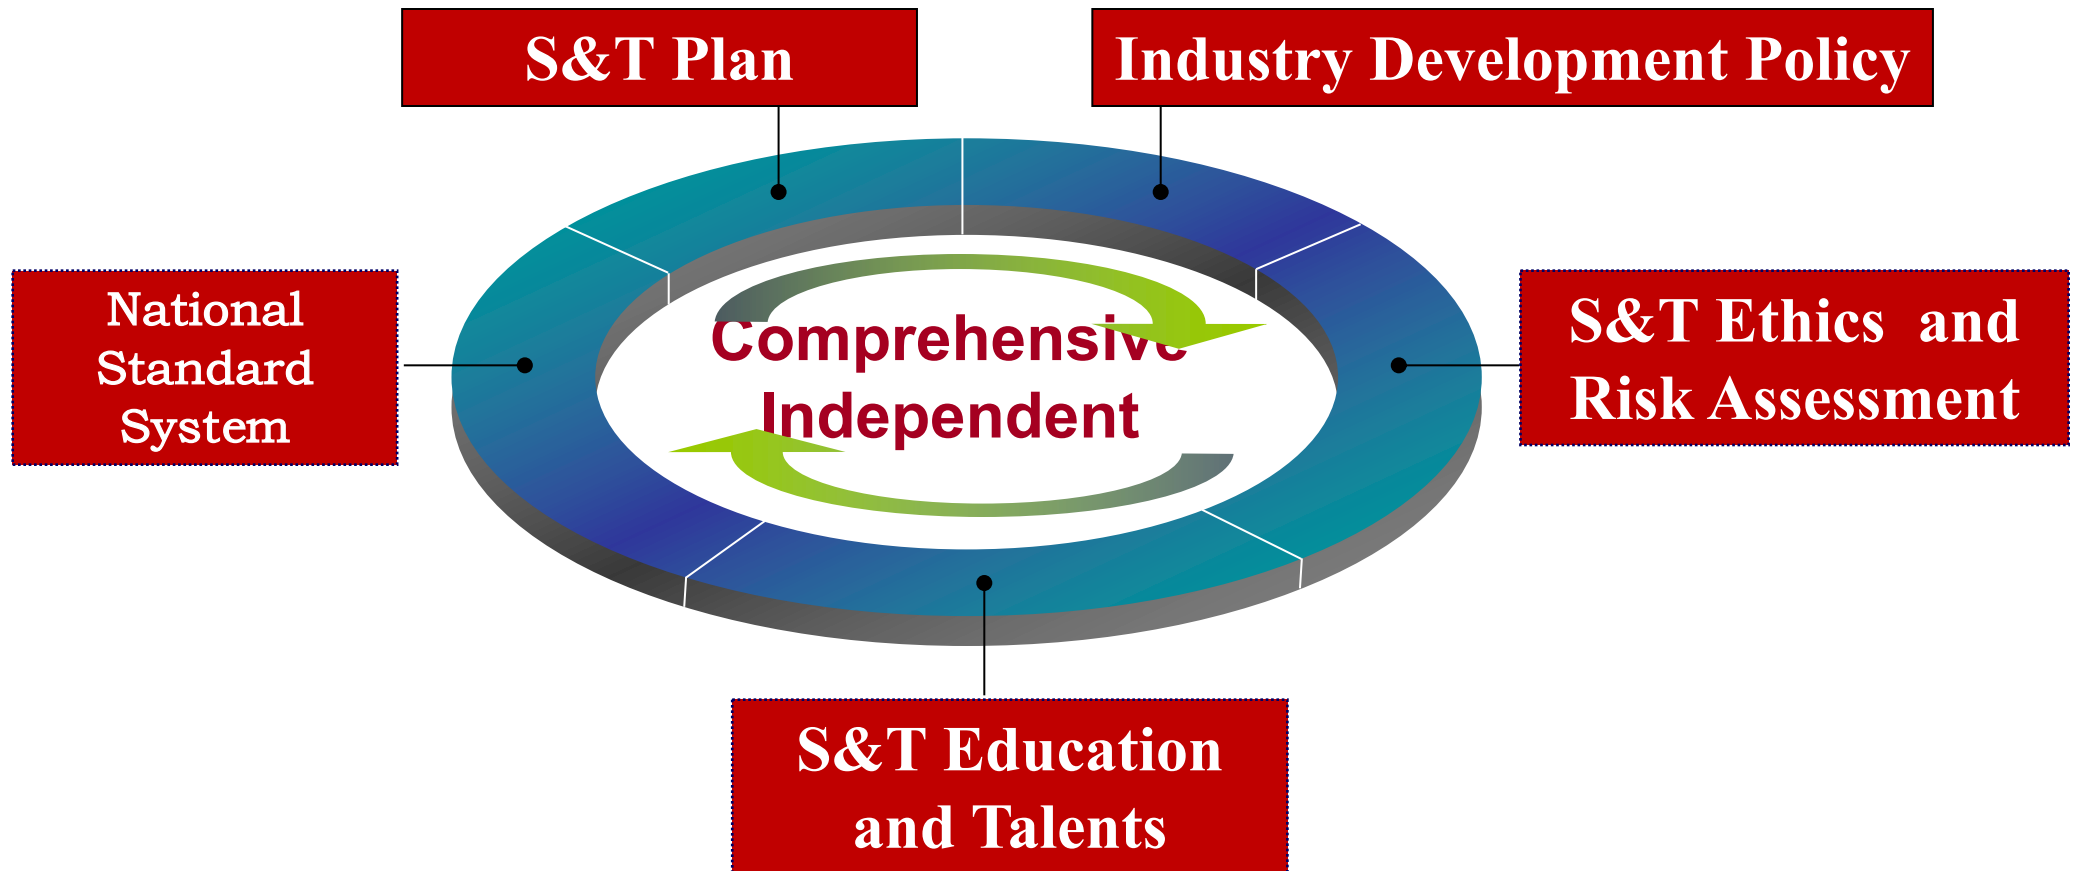 S&T Plan
Industry Development Policy
National
Standard
System
Comprehensive
Independent
S&T Ethics and
Risk Assessment
S&T Education
and Talents